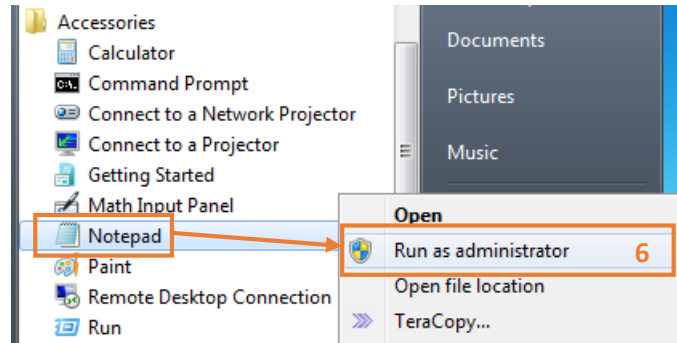 Accessories
Calculator
Command Prompt
Connect to a Network Projector
Connect to a Projector
Getting Started
Math Input Panel
Notepad
Paint
Remote Desktop Connection
Run
Documents
Pictures
Music
Open
Run as administrator 6
Open file location
TeraCopy...